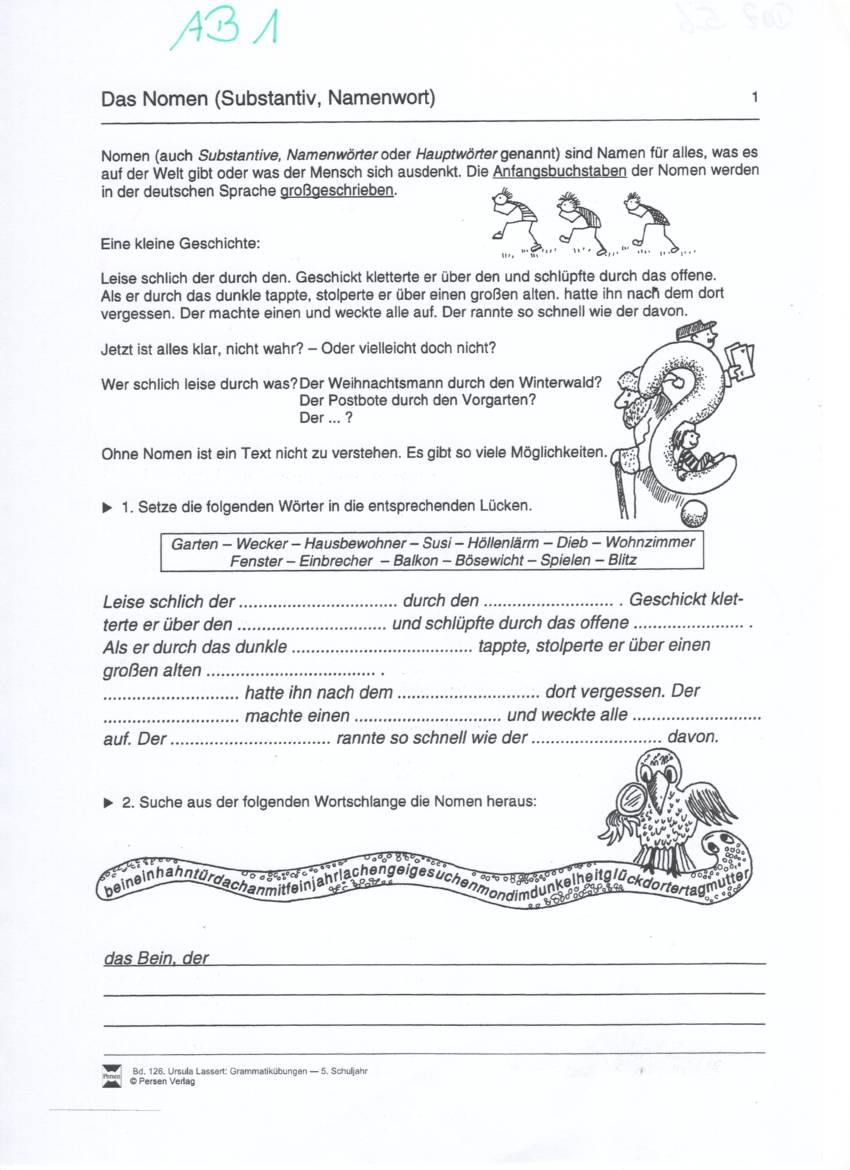 AB 1
Das Nomen (Substantiv, Namenwort) 1
Nomen (auch Substantive, Namenwörter oder Hauptwörter genannt) sind Namen für alles, was es
auf der Welt gibt oder was der Mensch sich ausdenkt. Die Anfangsbuchstaben der Nomen werden
in der deutschen Sprache großgeschrieben.
Eine kleine Geschichte:
Leise schlich der durch den. Geschickt kletterte er über den und schlüpfte durch das offene.
Als er durch das dunkle tappte, stolperte er über einen großen alten. hatte ihn nach dem dort
vergessen. Der machte einen und weckte alle auf. Der rannte so schnell wie der davon.
Jetzt ist alles klar, nicht wahr? – Oder vielleicht doch nicht?
Wer schlich leise durch was? Der Weihnachtsmann durch den Winterwald?
Der Postbote durch den Vorgarten?
Der ... ?
Ohne Nomen ist ein Text nicht zu verstehen. Es gibt so viele Möglichkeiten.
► 1. Setze die folgenden Wörter in die entsprechenden Lücken.
Garten – Wecker – Hausbewohner – Susi – Höllenlärm – Dieb – Wohnzimmer
Fenster – Einbrecher – Balkon – Bösewicht – Spielen – Blitz
Leise schlich der ................................ durch den .......................... . Geschickt klet-
terte er über den .............................. und schlüpfte durch das offene ...................... .
Als er durch das dunkle .................................... tappte, stolperte er über einen
großen alten .................................. .
........................... hatte ihn nach dem ............................ dort vergessen. Der
........................... machte einen ............................. und weckte alle ..........................
auf. Der ................................ rannte so schnell wie der .......................... davon.
► 2. Suche aus der folgenden Wortschlange die Nomen heraus:
beineinhahntürdachanmitfeinjahrlachengeigesuchenmondimdunkelheitglückdortertagmutter
das Bein, der
Persen Bd. 126. Ursula Lassert: Grammatikübungen — 5. Schuljahr
© Persen Verlag